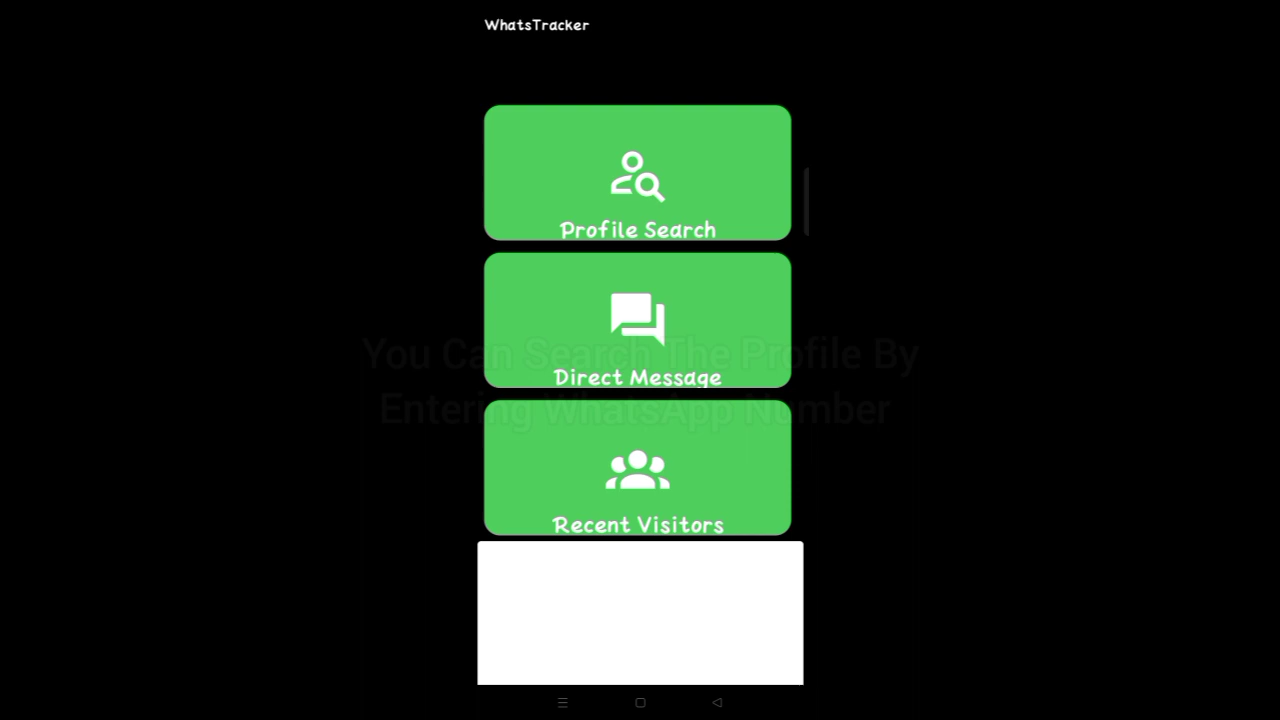 WhatsTracker
Profile Search
Direct Message
You Can Search The Profile By
Entering WhatsApp Number
Recent Visitors